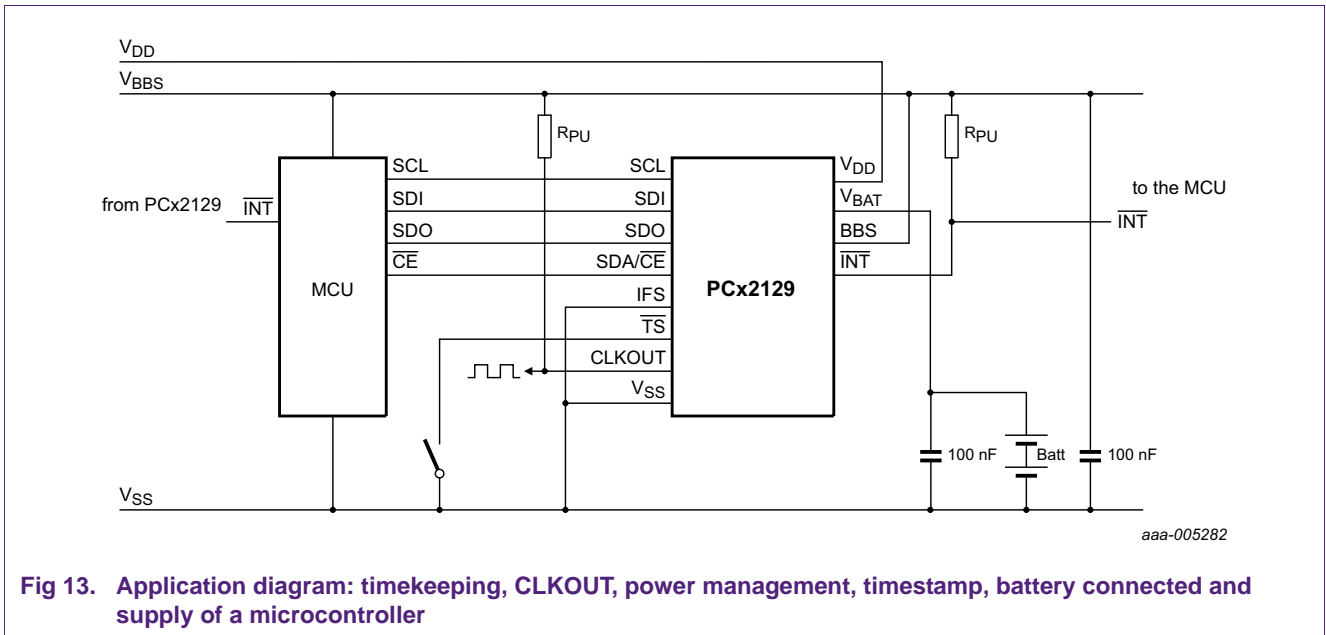 VDD
VBBS
RPU
RPU
SCL
SCL
VDD
from PCx2129
INT
SDI
SDI
VBAT
to the MCU
SDO
SDO
BBS
INT
CE
SDA/CE
INT
MCU
IFS
PCx2129
TS
CLKOUT
VSS
100 nF
Batt
100 nF
VSS
aaa-005282
Fig 13. Application diagram: timekeeping, CLKOUT, power management, timestamp, battery connected and
supply of a microcontroller